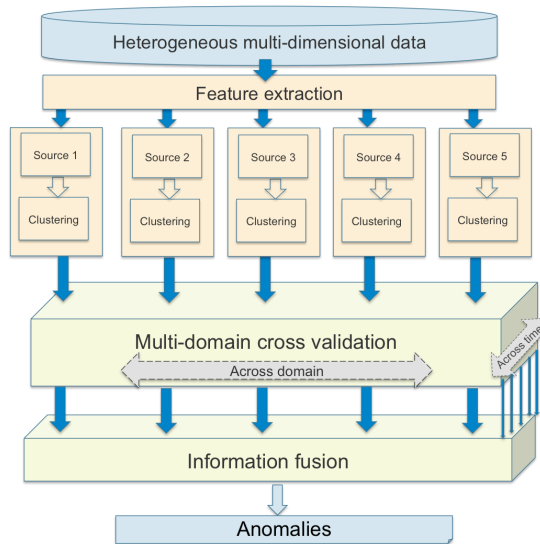 Heterogeneous multi-dimensional data
Feature extraction
Source 1
Source 2
Source 3
Source 4
Source 5
Clustering
Clustering
Clustering
Clustering
Clustering
Multi-domain cross validation
Across domain
Across time
Information fusion
Anomalies